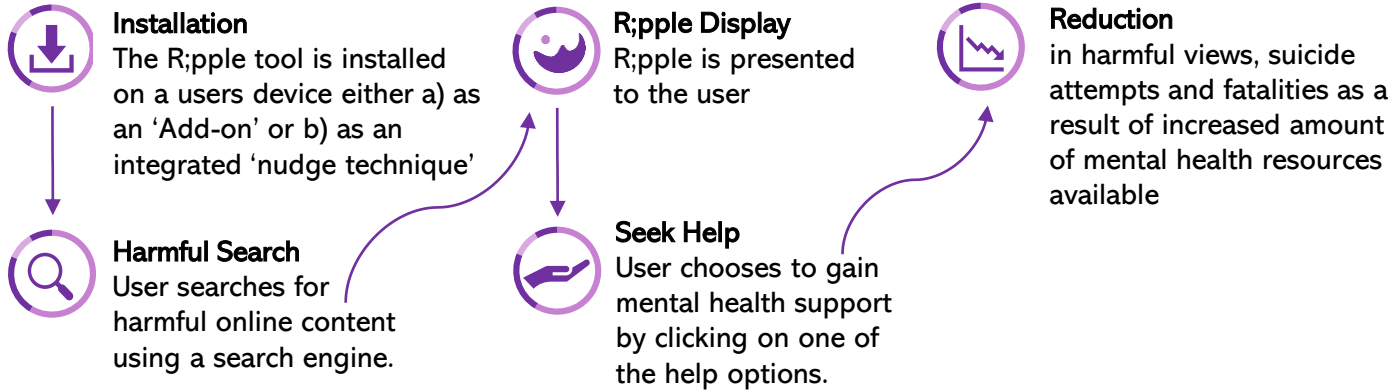 Installation
The R;pple tool is installed
on a users device either a) as
an ‘Add-on’ or b) as an
integrated ‘nudge technique’
Harmful Search
User searches for
harmful online content
using a search engine.
R;pple Display
R;pple is presented
to the user
Seek Help
User chooses to gain
mental health support
by clicking on one of
the help options.
Reduction
in harmful views, suicide
attempts and fatalities as a
result of increased amount
of mental health resources
available